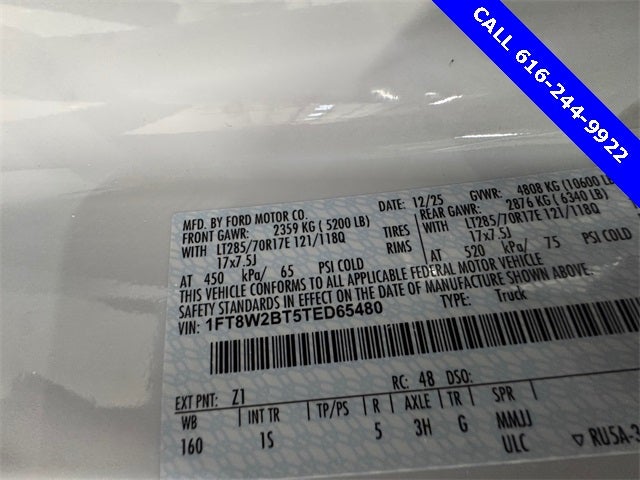 CALL 616-244-9922
MFD. BY FORD MOTOR CO. DATE: 12/25 GVWR: 4808 KG (10600 LB
FRONT GAWR: 2359 KG ( 5200 LB) REAR GAWR: 2876 KG ( 6340 LB)
WITH LT285/70R17E 121/118Q TIRES WITH LT285/70R17E 121/118Q
17x7.5J RIMS 17x7.5J
AT 450 kPa/ 65 PSI COLD AT 520 kPa/ 75 PSI COLD
THIS VEHICLE CONFORMS TO ALL APPLICABLE FEDERAL MOTOR VEHICLE
SAFETY STANDARDS IN EFFECT ON THE DATE OF MANUFACTURE SHOWN ABOVE.
VIN: 1FT8W2BT5TED65480 TYPE: Truck
EXT PNT: Z1 RC: 48 DSO:
WB INT TR TP/PS R AXLE TR SPR
160 1S 5 3H G MMJJ
ULC ▽ RU5A-3